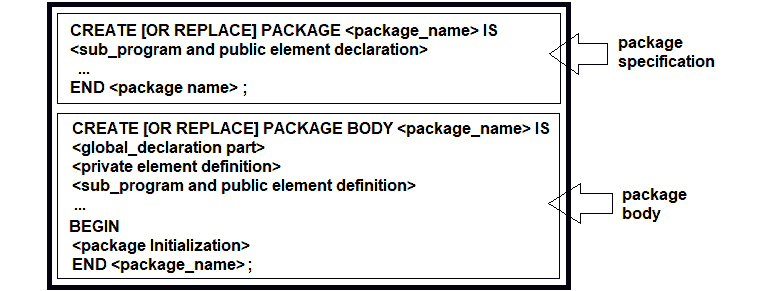 CREATE [OR REPLACE] PACKAGE <package_name> IS
<sub_program and public element declaration>
...
END <package name> ;
package
specification
CREATE [OR REPLACE] PACKAGE BODY <package_name> IS
<global_declaration part>
<private element definition>
<sub_program and public element definition>
...
BEGIN
<package Initialization>
END <package_name> ;
package
body